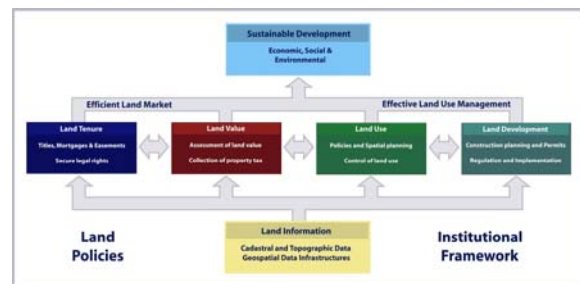 Sustainable Development
Economic, Social &
Environmental
Efficient Land Market
Effective Land Use Management
Land Tenure
Titles, Mortgages & Easements
Secure legal rights
Land Value
Assessment of land value
Collection of property tax
Land Use
Policies and Spatial planning
Control of land use
Land Development
Construction planning and Permits
Regulation and Implementation
Land
Policies
Land Information
Cadastral and Topographic Data
Geospatial Data Infrastructures
Institutional
Framework